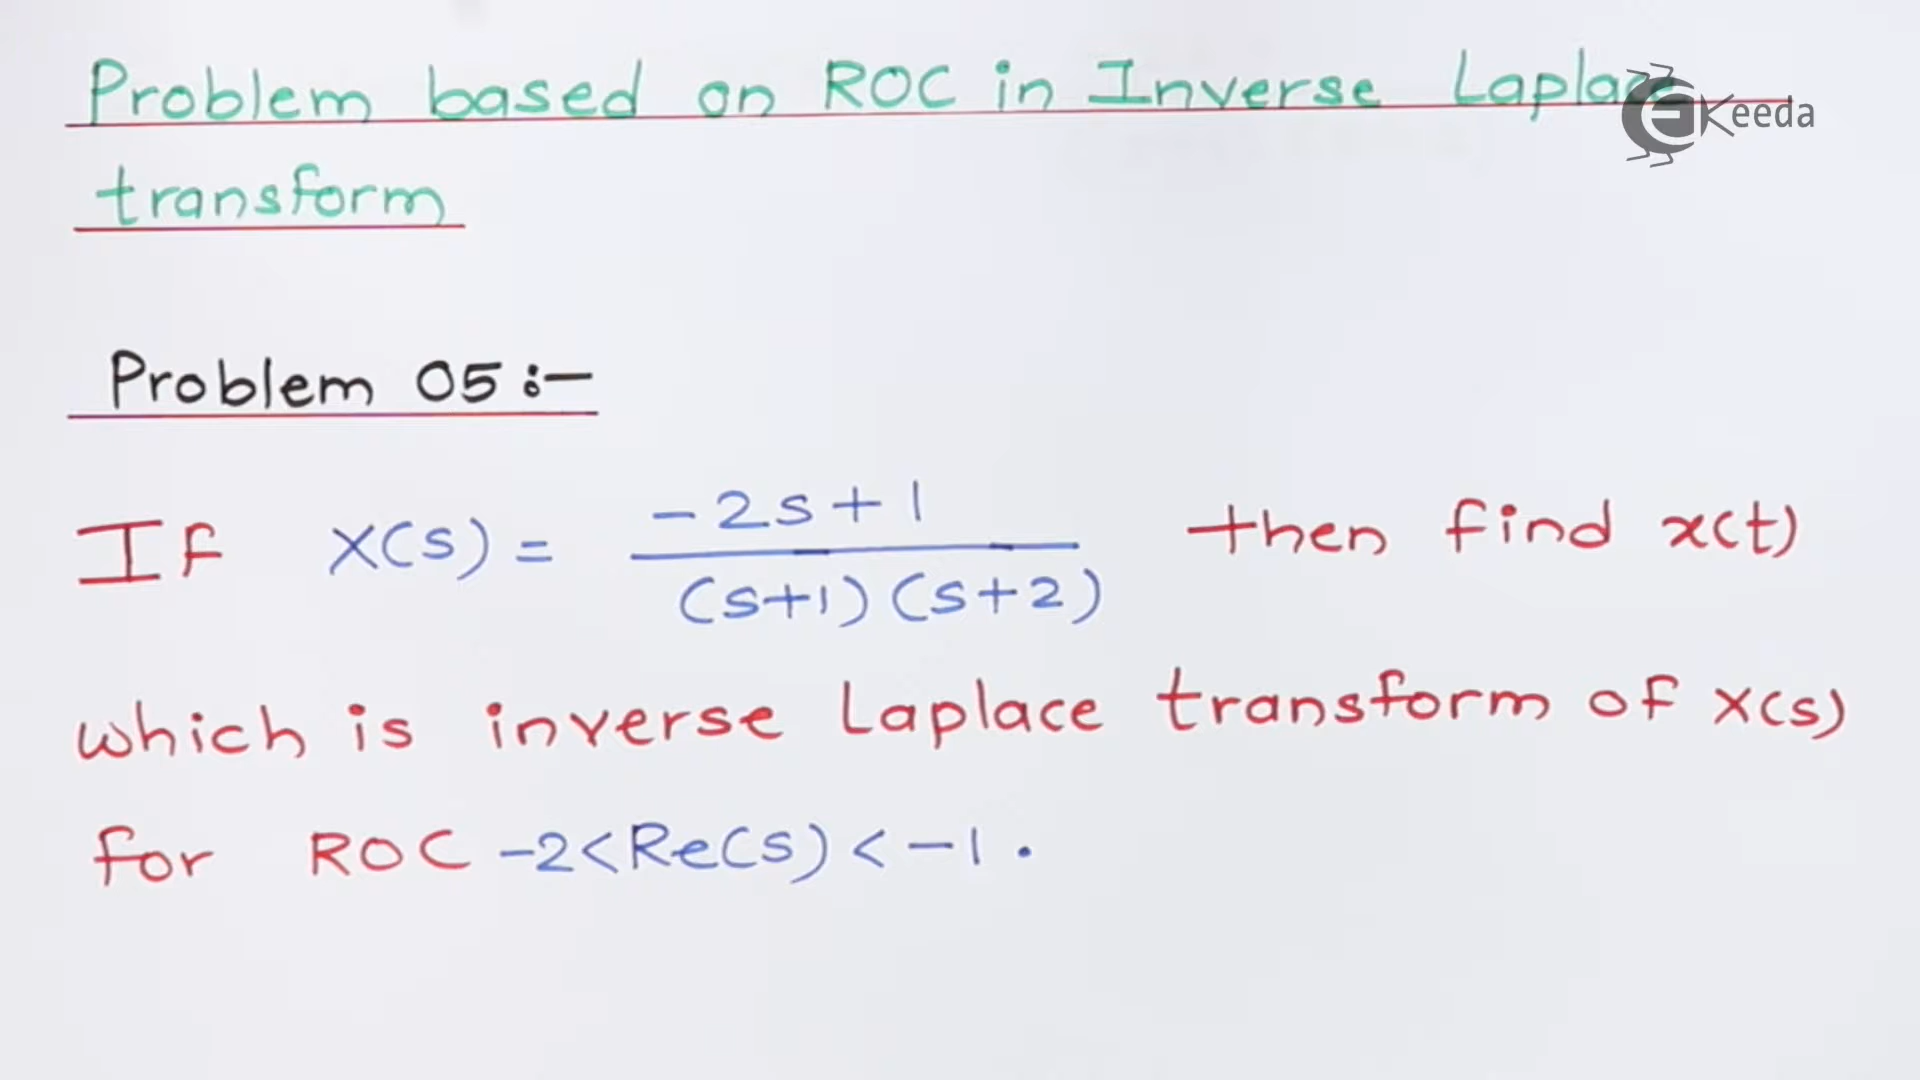 Problem based on ROC in Inverse Laplace
Keeda
transform
Problem 05:-
If X(s) = -2s+1 / (s+1)(s+2) then find x(t)
which is inverse Laplace transform of X(s)
for ROC -2<Re(s)<-1.